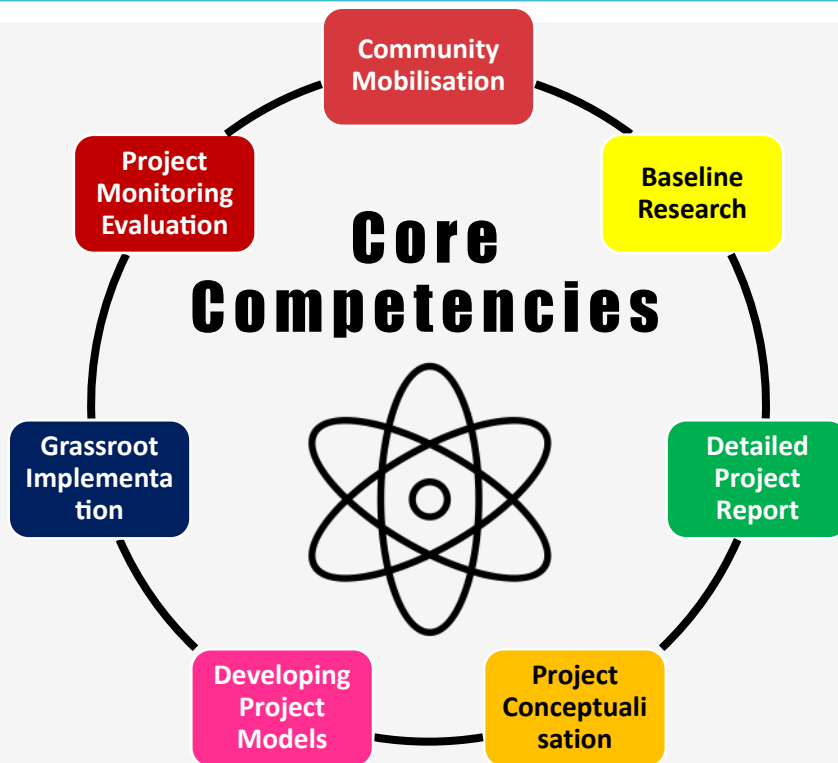 Community
Mobilisation
Project
Monitoring
Evaluation
Baseline
Research
Core
Competencies
Grassroot
Implementa
tion
Detailed
Project
Report
Developing
Project
Models
Project
Conceptuali
sation